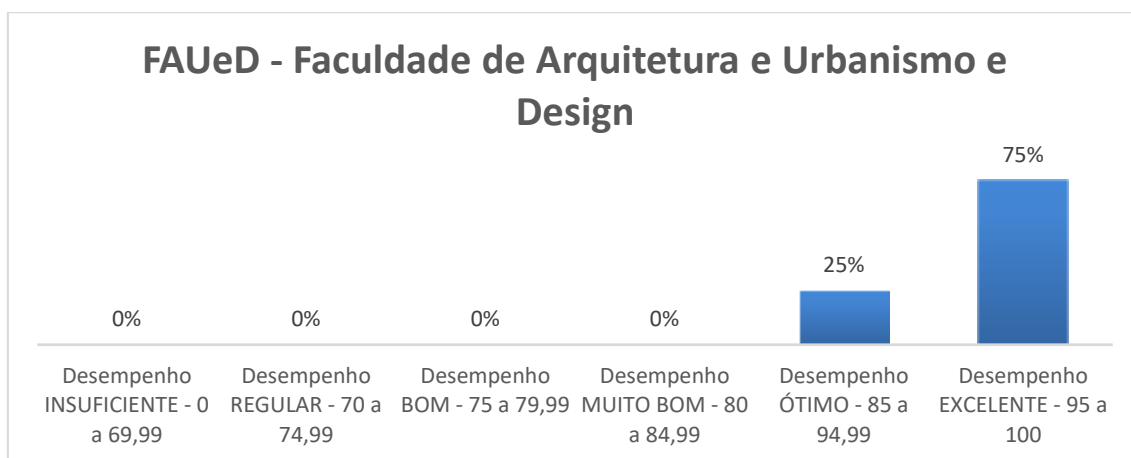 FAUeD - Faculdade de Arquitetura e Urbanismo e
Design
75%
25%
0%
0%
0%
0%
Desempenho
INSUFICIENTE - 0
a 69,99
Desempenho
REGULAR - 70 a
74,99
Desempenho
BOM - 75 a 79,99
Desempenho
MUITO BOM - 80
a 84,99
Desempenho
ÓTIMO - 85 a
94,99
Desempenho
EXCELENTE - 95 a
100